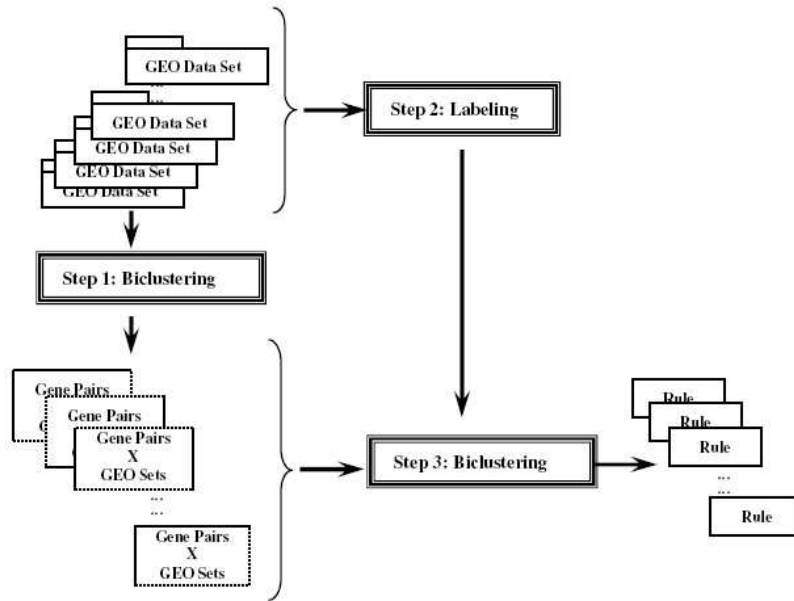 GEO Data Set
...
GEO Data Set
GEO Data Set
GEO Data Set
GEO Data Set
Step 2: Labeling
Step 1: Biclustering
Gene Pairs
Gene Pairs
Gene Pairs
X
GEO Sets
...
...
Gene Pairs
X
GEO Sets
Step 3: Biclustering
Rule
Rule
Rule
...
...
Rule